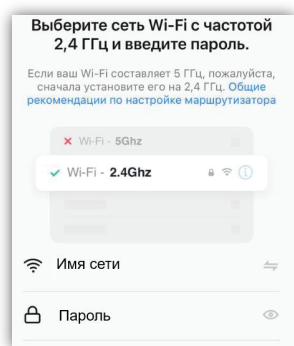 Выберите сеть Wi-Fi с частотой
2,4 ГГц и введите пароль.
Если ваш Wi-Fi составляет 5 ГГц, пожалуйста,
сначала установите его на 2,4 ГГц. Общие
рекомендации по настройке маршрутизатора
Wi-Fi - 5Ghz
Wi-Fi - 2.4Ghz
Имя сети
Пароль